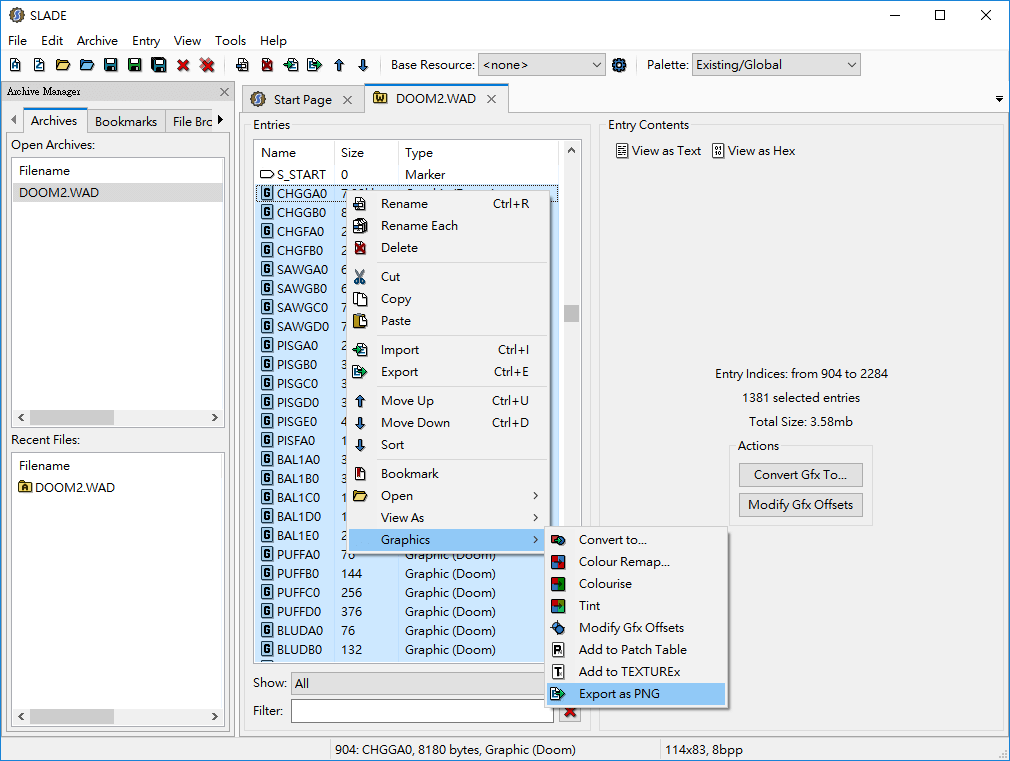 SLADE
File Edit Archive Entry View Tools Help
Base Resource: <none> Palette: Existing/Global
Archive Manager
Archives Bookmarks File Bro
Open Archives:
Filename
DOOM2.WAD
Recent Files:
Filename
DOOM2.WAD
Start Page DOOM2.WAD
Entries
Name Size Type
S_START 0 Marker
CHGGA0 7
CHGGB0 8
CHGFA0 2
CHGFB0 2
SAWGA0 6
SAWGB0 6
SAWGC0 7
SAWGD0 7
PISGA0 2
PISGB0 3
PISGC0 3
PISGD0 3
PISGE0 4
PISFA0 1
BAL1A0 3
BAL1B0 3
BAL1C0 1
BAL1D0 1
BAL1E0 2
PUFFA0 76 Graphic (Doom)
PUFFB0 144 Graphic (Doom)
PUFFC0 256 Graphic (Doom)
PUFFD0 376 Graphic (Doom)
BLUDA0 76 Graphic (Doom)
BLUDB0 132 Graphic (Doom)
Show: All
Filter:
Rename Ctrl+R
Rename Each
Delete
Cut
Copy
Paste
Import Ctrl+I
Export Ctrl+E
Move Up Ctrl+U
Move Down Ctrl+D
Sort
Bookmark
Open
View As
Graphics
Convert to...
Colour Remap...
Colourise
Tint
Modify Gfx Offsets
Add to Patch Table
Add to TEXTUREx
Export as PNG
Entry Contents
View as Text View as Hex
Entry Indices: from 904 to 2284
1381 selected entries
Total Size: 3.58mb
Actions
Convert Gfx To...
Modify Gfx Offsets
904: CHGGA0, 8180 bytes, Graphic (Doom) 114x83, 8bpp